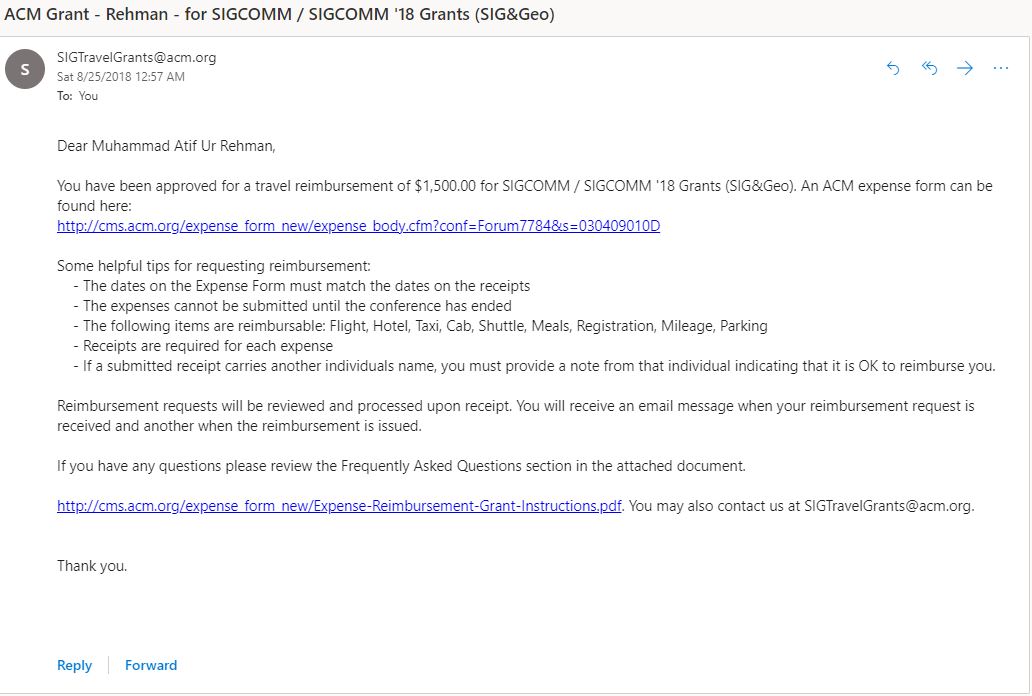 ACM Grant - Rehman - for SIGCOMM / SIGCOMM '18 Grants (SIG&Geo)
S
SIGTravelGrants@acm.org
Sat 8/25/2018 12:57 AM
To: You
Dear Muhammad Atif Ur Rehman,
You have been approved for a travel reimbursement of $1,500.00 for SIGCOMM / SIGCOMM '18 Grants (SIG&Geo). An ACM expense form can be
found here:
http://cms.acm.org/expense_form_new/expense_body.cfm?conf=Forum7784&s=030409010D
Some helpful tips for requesting reimbursement:
- The dates on the Expense Form must match the dates on the receipts
- The expenses cannot be submitted until the conference has ended
- The following items are reimbursable: Flight, Hotel, Taxi, Cab, Shuttle, Meals, Registration, Mileage, Parking
- Receipts are required for each expense
- If a submitted receipt carries another individuals name, you must provide a note from that individual indicating that it is OK to reimburse you.
Reimbursement requests will be reviewed and processed upon receipt. You will receive an email message when your reimbursement request is
received and another when the reimbursement is issued.
If you have any questions please review the Frequently Asked Questions section in the attached document.
http://cms.acm.org/expense_form_new/Expense-Reimbursement-Grant-Instructions.pdf. You may also contact us at SIGTravelGrants@acm.org.
Thank you.
Reply | Forward